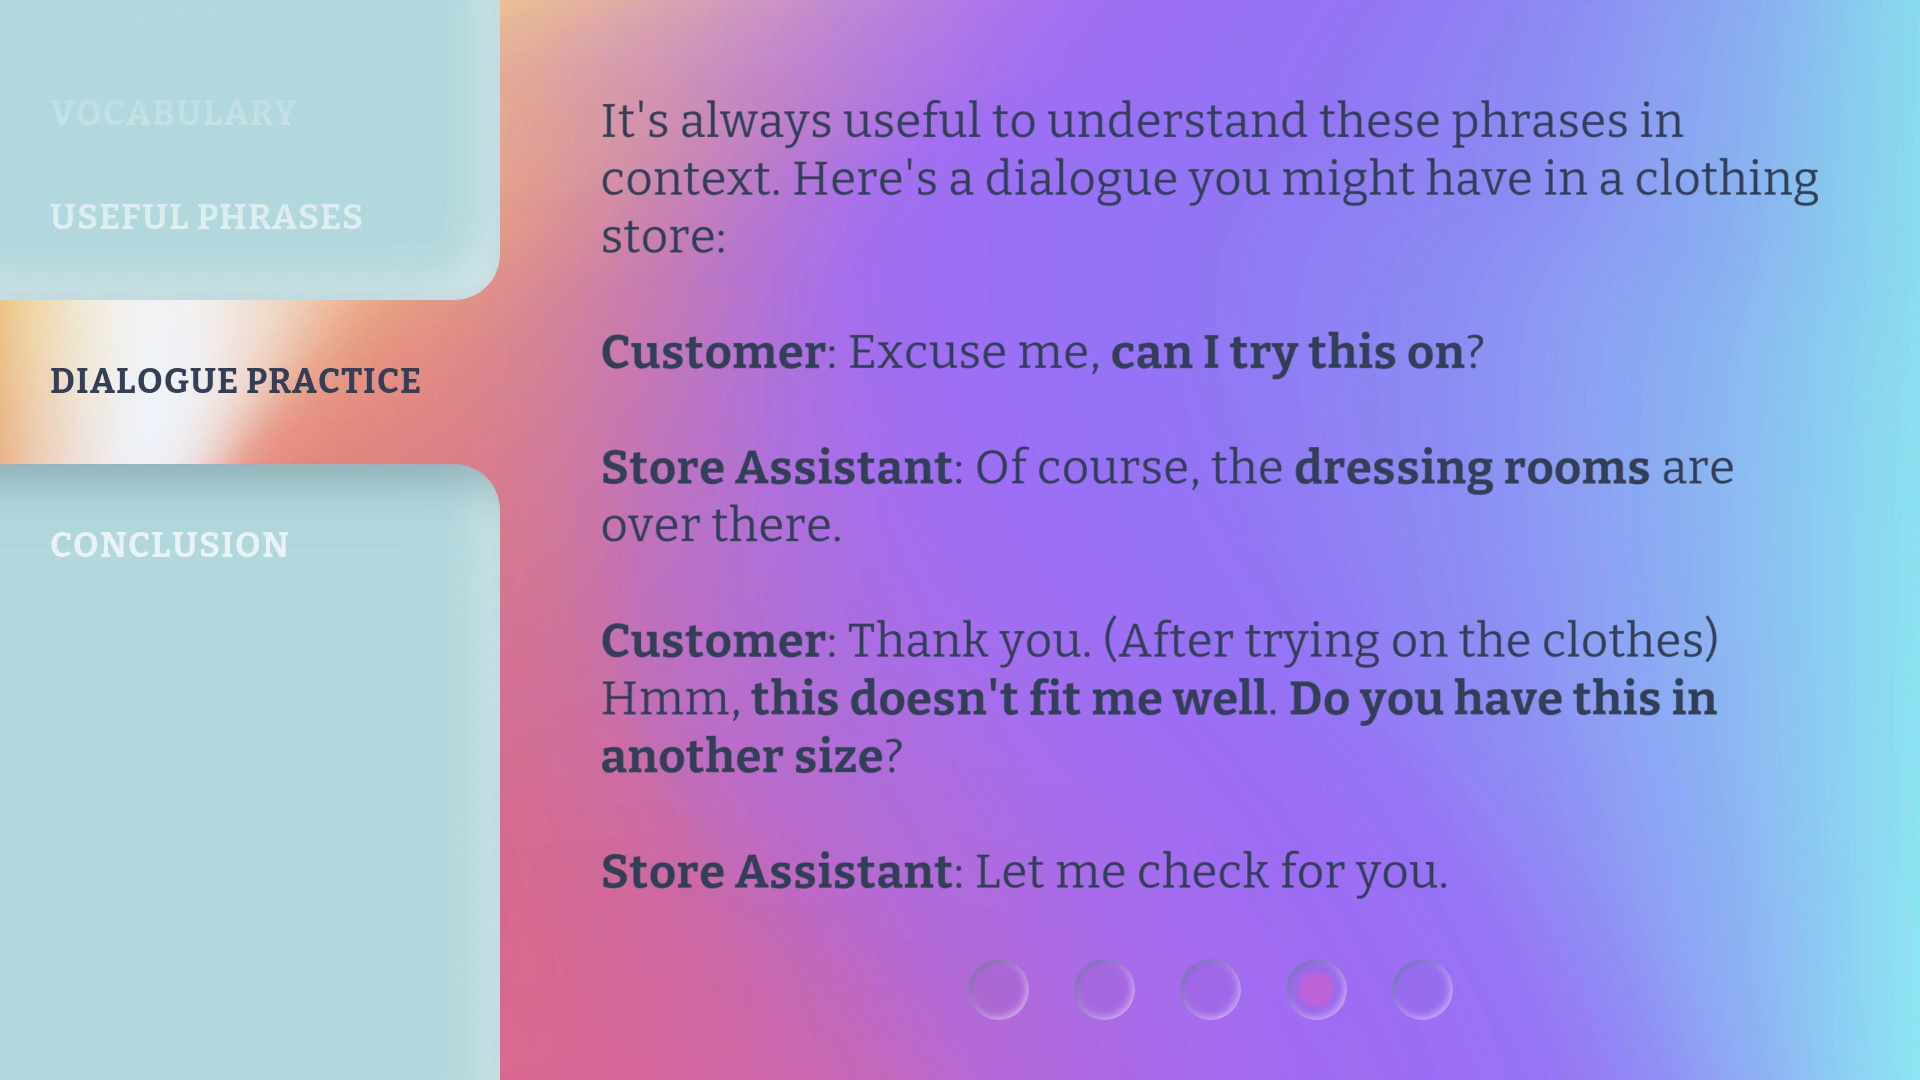 VOCABULARY
USEFUL PHRASES
DIALOGUE PRACTICE
CONCLUSION
It's always useful to understand these phrases in
context. Here's a dialogue you might have in a clothing
store:
Customer: Excuse me, can I try this on?
Store Assistant: Of course, the dressing rooms are
over there.
Customer: Thank you. (After trying on the clothes)
Hmm, this doesn't fit me well. Do you have this in
another size?
Store Assistant: Let me check for you.